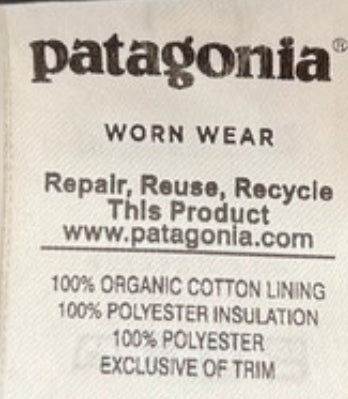 patagonia®
WORN WEAR
Repair, Reuse, Recycle
This Product
www.patagonia.com
100% ORGANIC COTTON LINING
100% POLYESTER INSULATION
100% POLYESTER
EXCLUSIVE OF TRIM